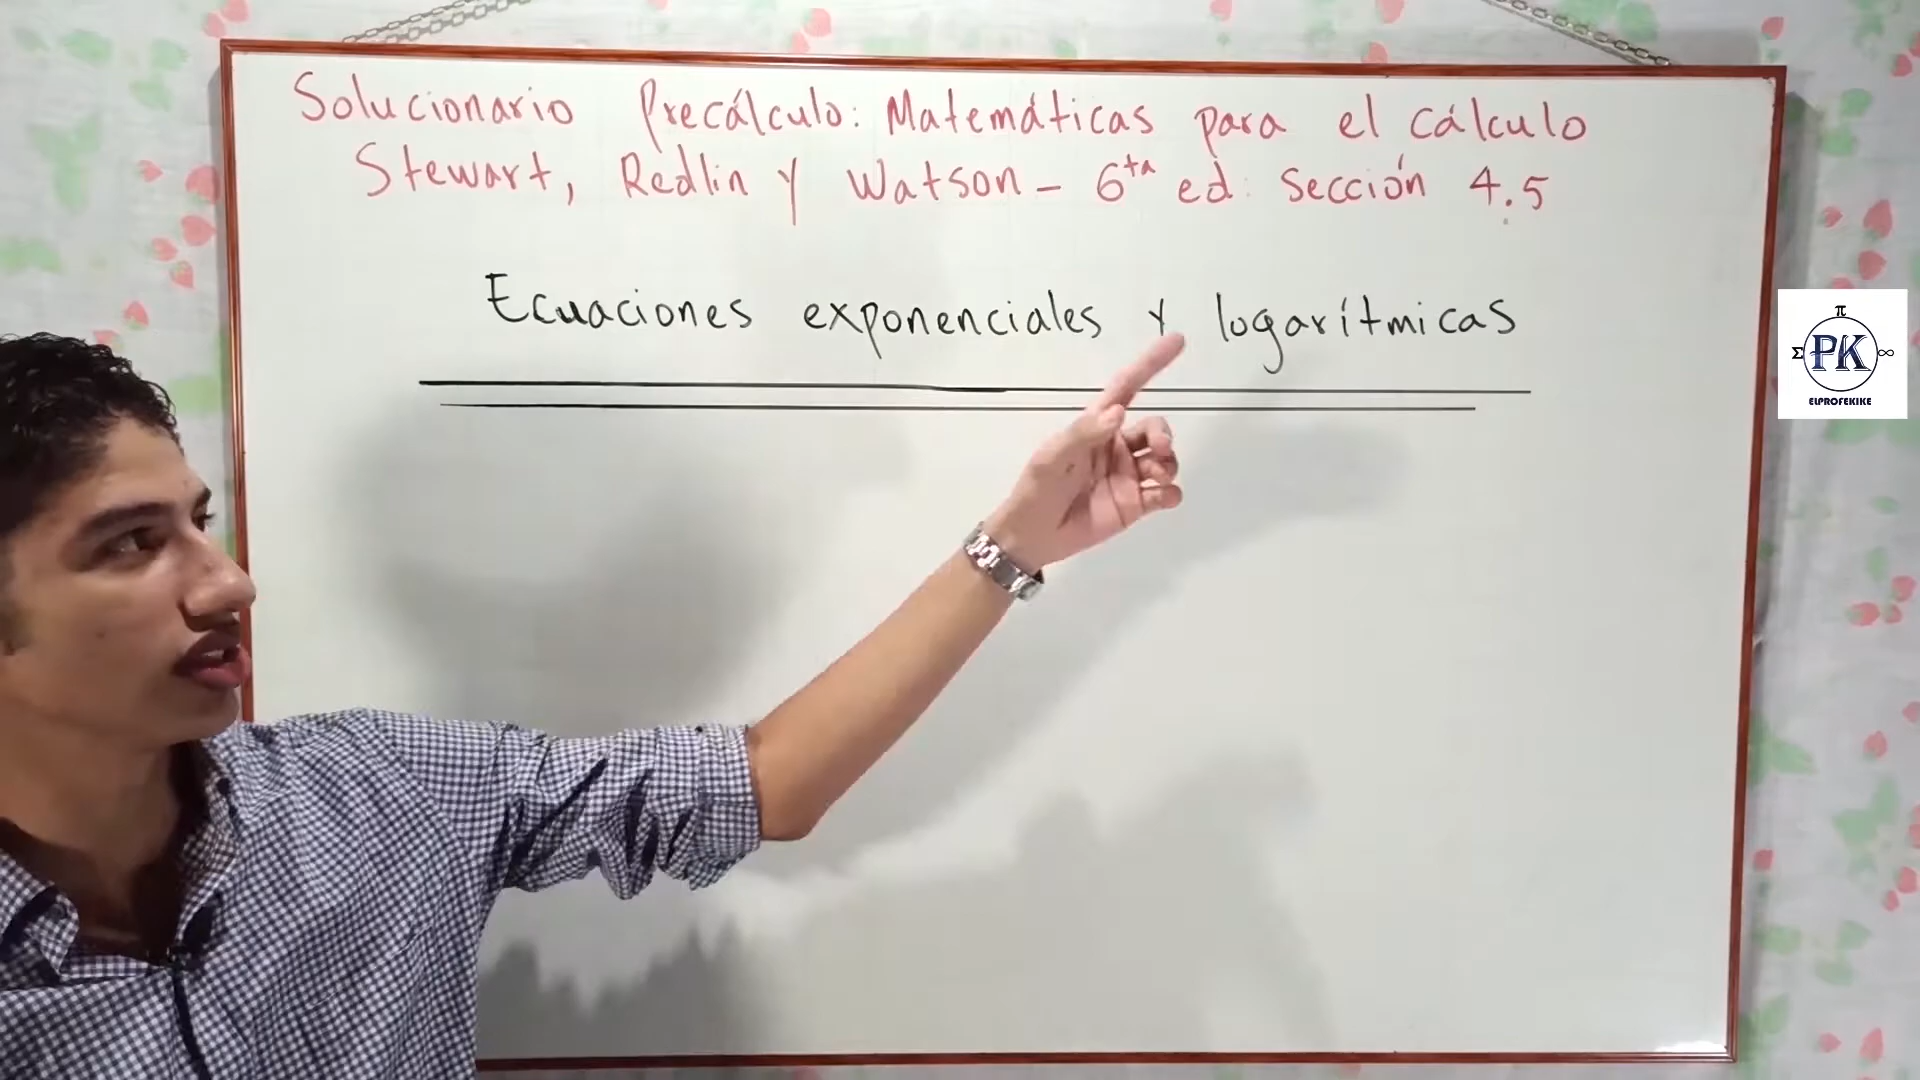 Solucionario Precálculo: Matemáticas para el cálculo
Stewart, Redlin y Watson - 6ta ed. Sección 4.5
Ecuaciones exponenciales y logarítmicas
π
Σ PK ∞
ELPROFEKIKE